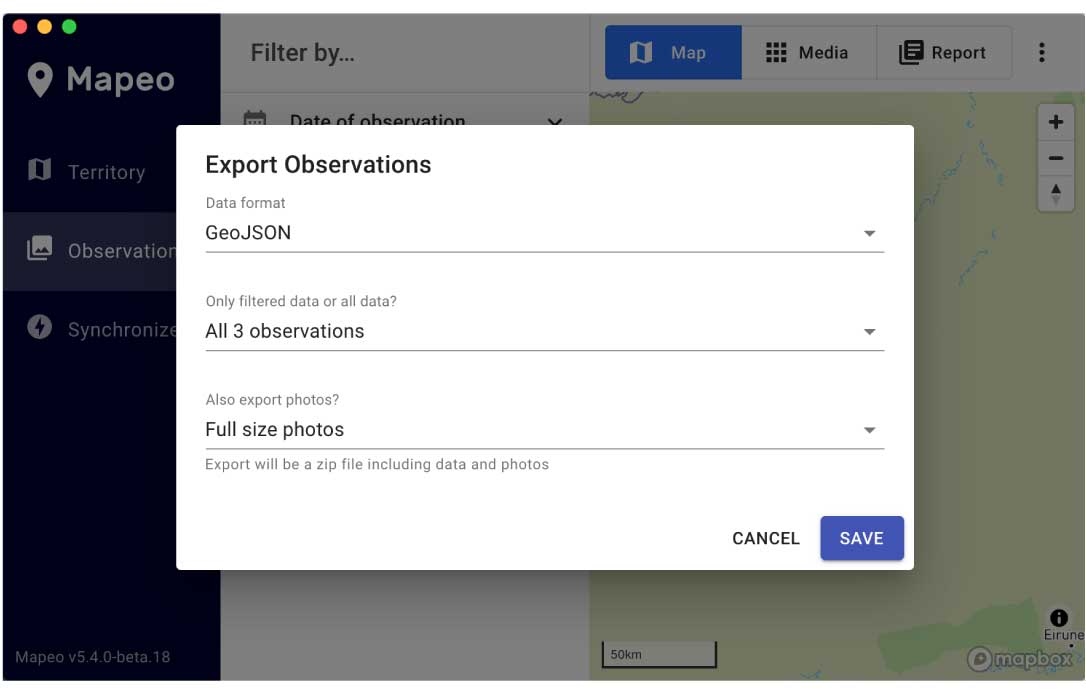 Mapeo
Filter by...
Map
Media
Report
Date of observation
Territory
Observation
Synchronize
Export Observations
Data format
GeoJSON
Only filtered data or all data?
All 3 observations
Also export photos?
Full size photos
Export will be a zip file including data and photos
CANCEL
SAVE
Mapeo v5.4.0-beta.18
50km
Eirune
mapbox